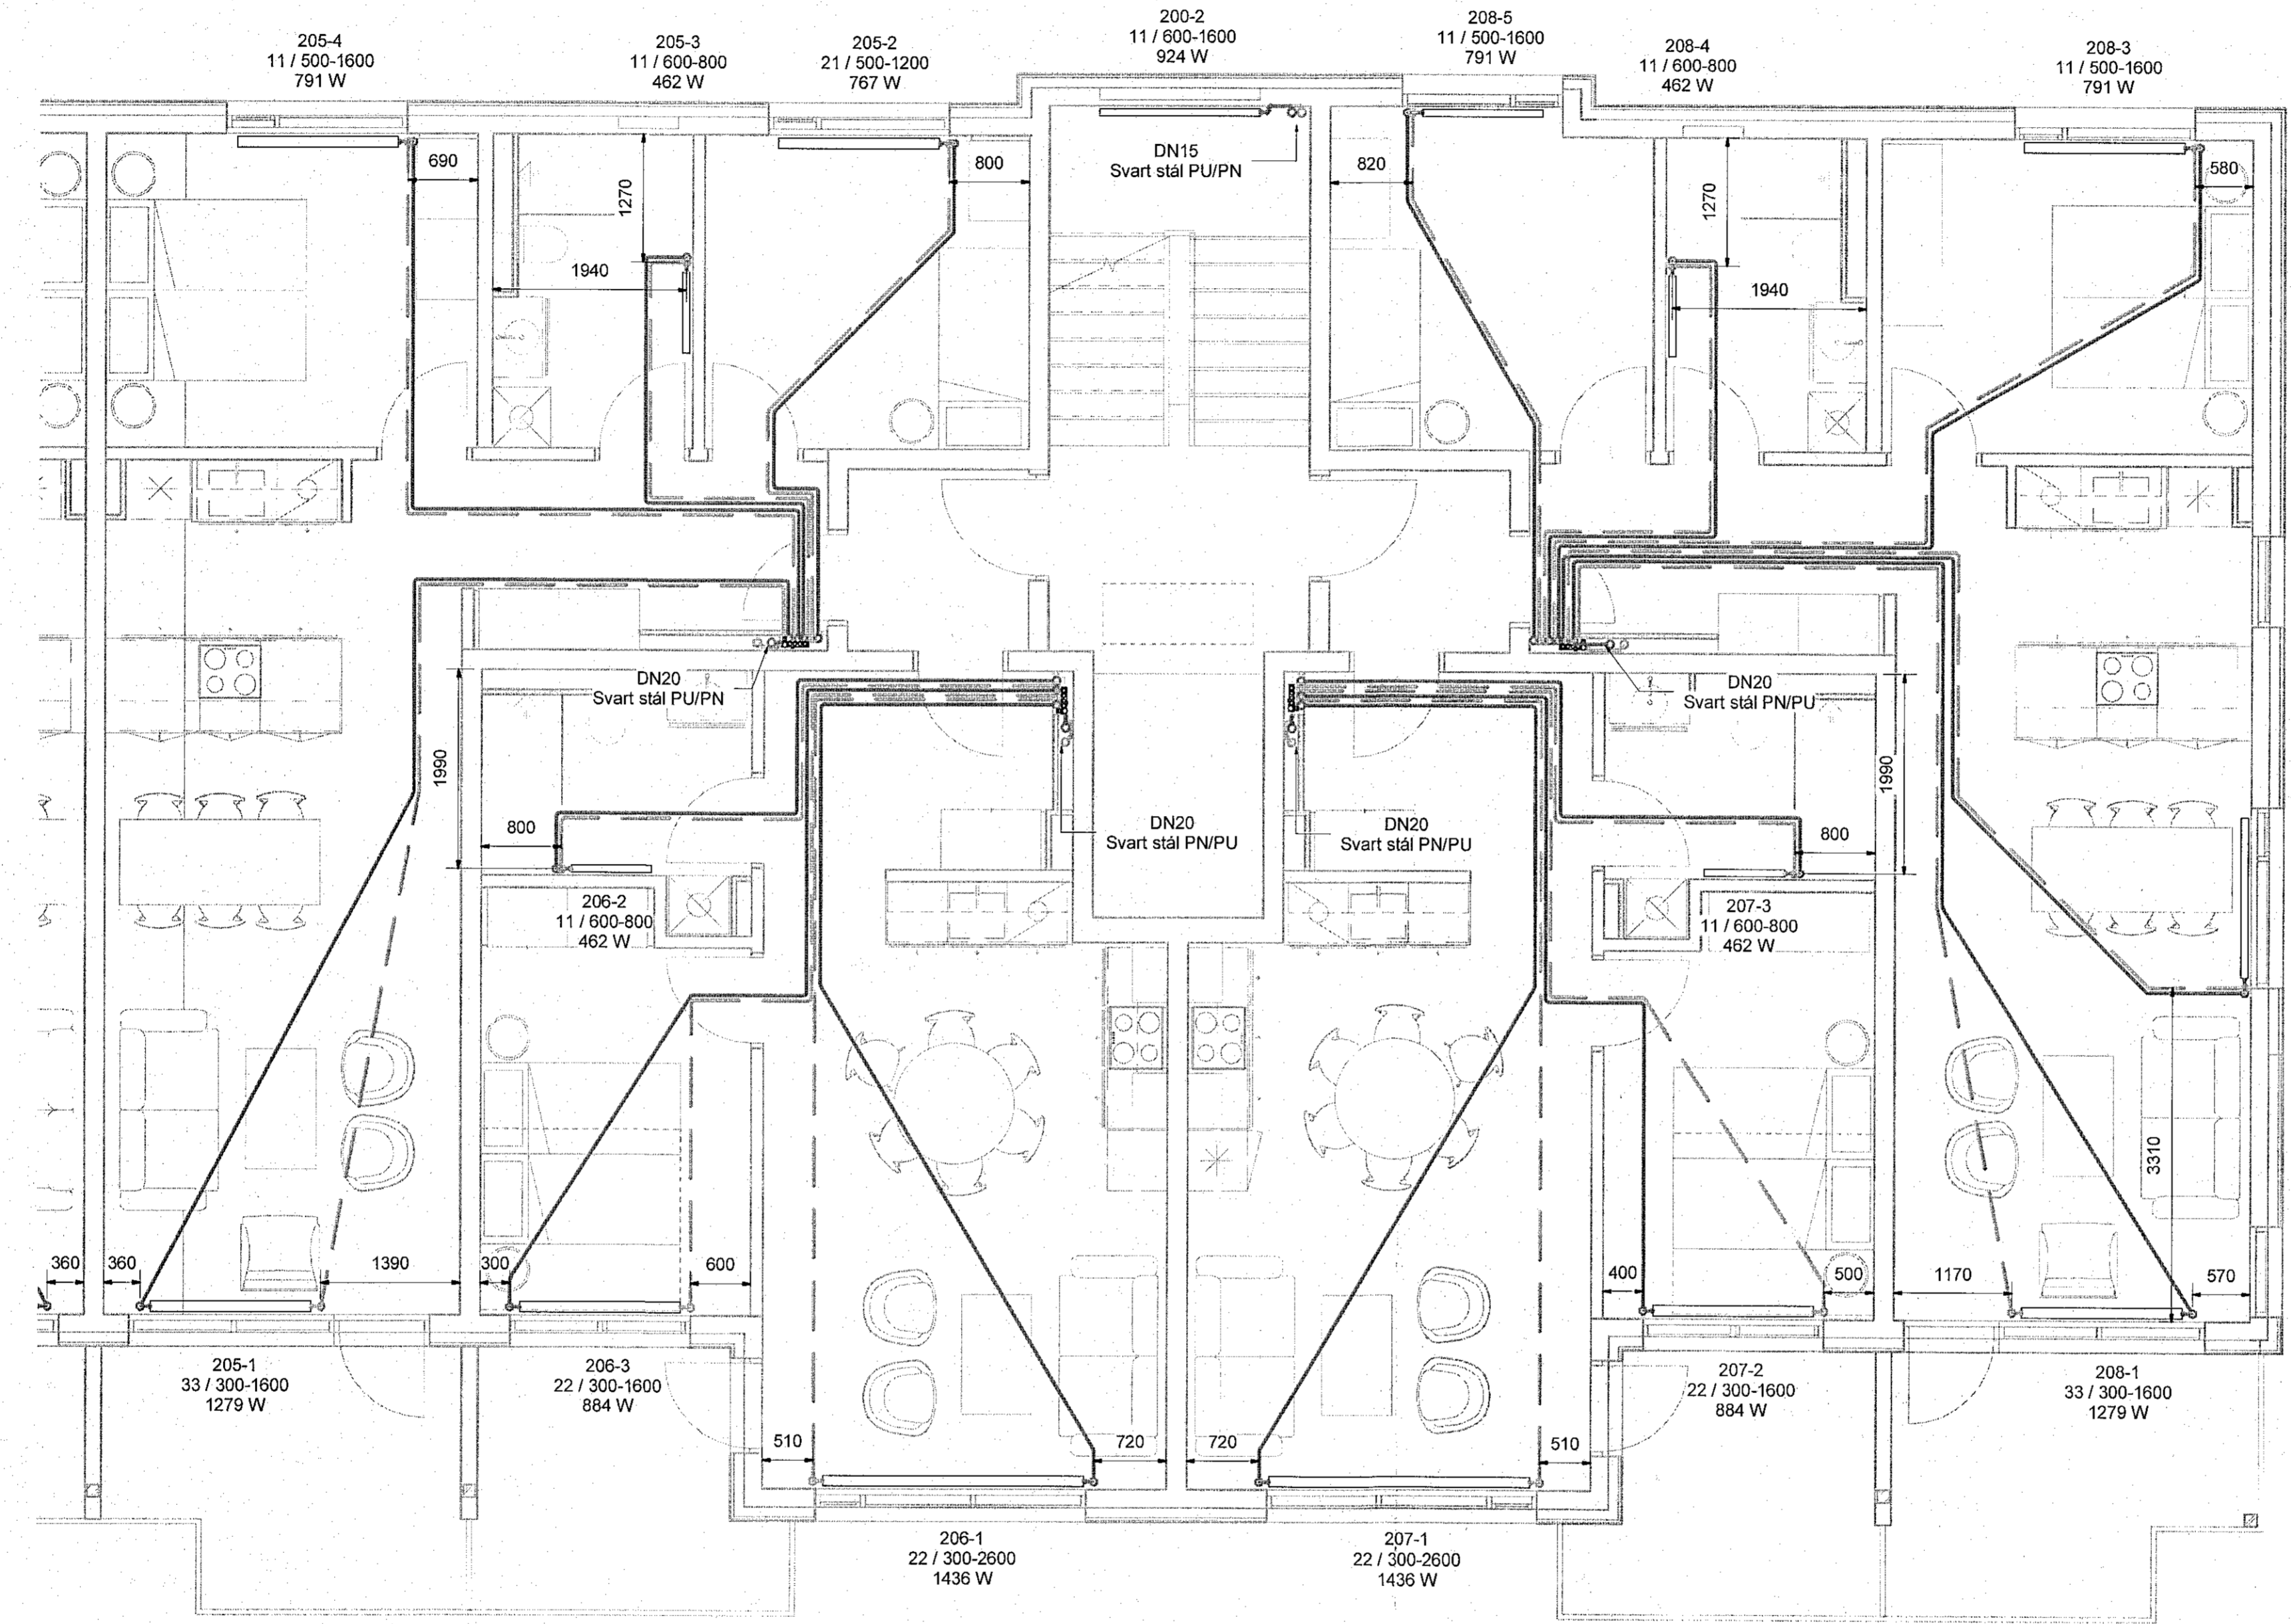 205-4
11 / 500-1600
791 W
205-3
11 / 600-800
462 W
205-2
21 / 500-1200
767 W
200-2
11 / 600-1600
924 W
208-5
11 / 500-1600
791 W
208-4
11 / 600-800
462 W
208-3
11 / 500-1600
791 W
690
1270
1940
800
DN15
Svart stál PU/PN
820
1270
1940
580
DN20
Svart stál PU/PN
DN20
Svart stál PN/PU
1990
800
DN20
Svart stál PN/PU
DN20
Svart stál PN/PU
1990
800
206-2
11 / 600-800
462 W
207-3
11 / 600-800
462 W
3310
360
360
1390
300
600
400
500
1170
570
205-1
33 / 300-1600
1279 W
206-3
22 / 300-1600
884 W
207-2
22 / 300-1600
884 W
208-1
33 / 300-1600
1279 W
510
720
720
510
206-1
22 / 300-2600
1436 W
207-1
22 / 300-2600
1436 W